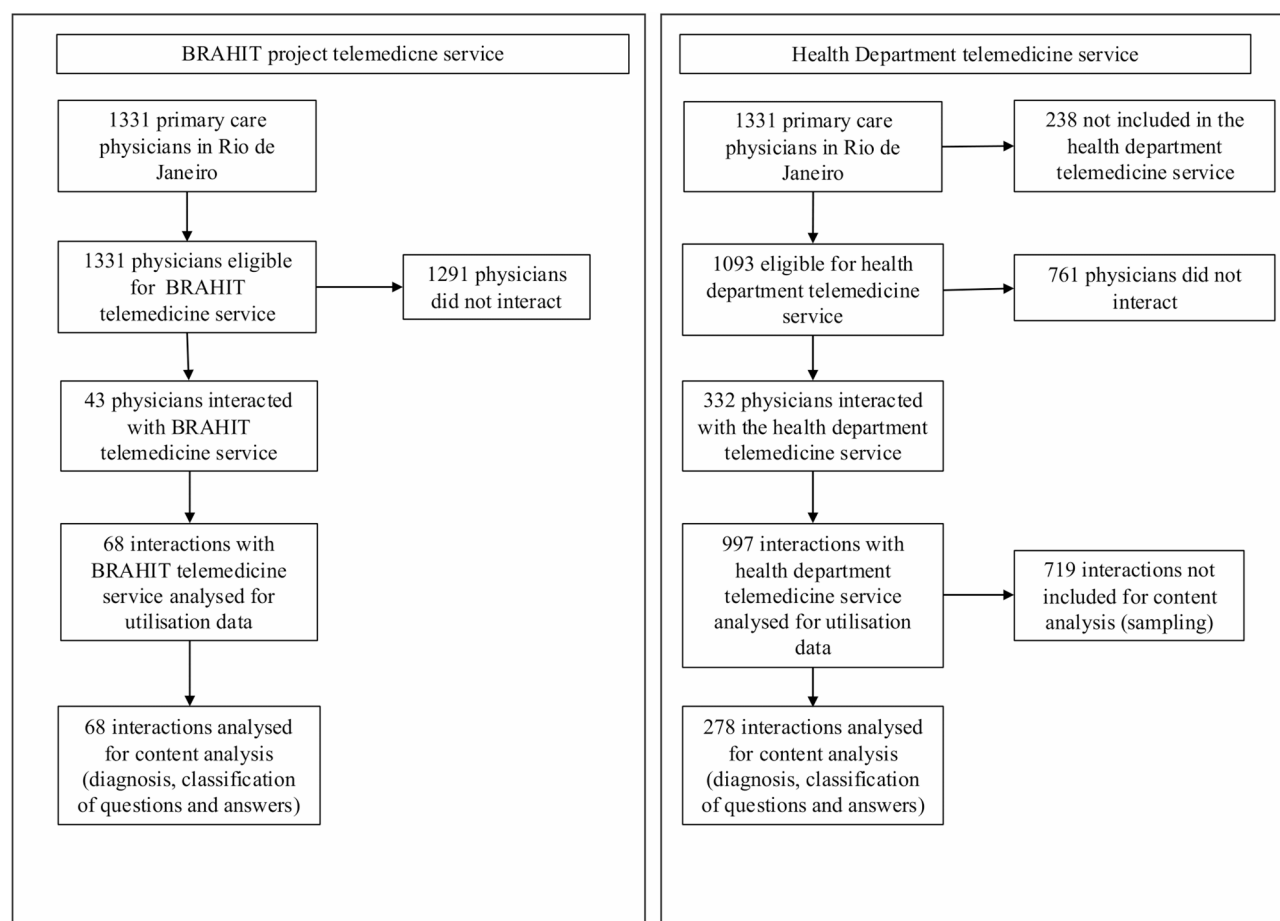 BRAHIT project telemedicne service
1331 primary care
physicians in Rio de
Janeiro
1331 physicians eligible
for BRAHIT
telemedicine service
1291 physicians
did not interact
43 physicians interacted
with BRAHIT
telemedicine service
68 interactions with
BRAHIT telemedicine
service analysed for
utilisation data
68 interactions analysed
for content analysis
(diagnosis, classification
of questions and answers)
Health Department telemedicine service
1331 primary care
physicians in Rio de
Janeiro
238 not included in the
health department
telemedicine service
1093 eligible for health
department telemedicine
service
761 physicians did not
interact
332 physicians interacted
with the health department
telemedicine service
997 interactions with
health department
telemedicine service
analysed for utilisation
data
719 interactions not
included for content
analysis (sampling)
278 interactions analysed
for content analysis
(diagnosis, classification
of questions and answers)